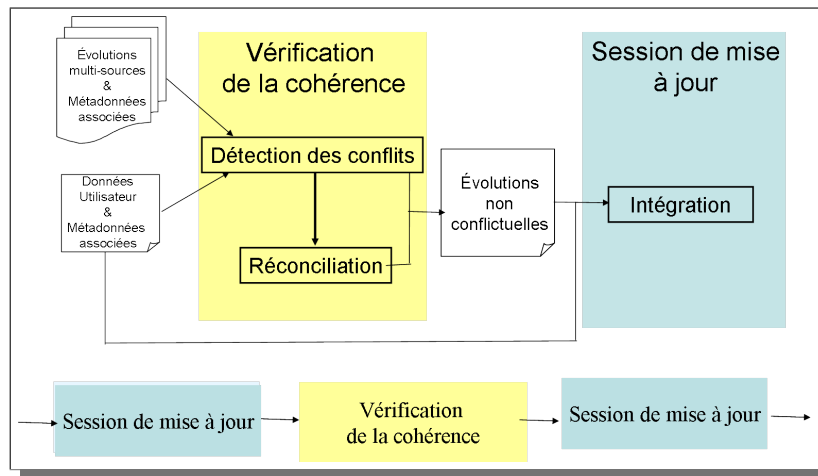 Évolutions
multi-sources
&
Métadonnées
associées
Vérification
de la cohérence
Session de mise
à jour
Détection des conflits
Données
Utilisateur
&
Métadonnées
associées
Évolutions
non
conflictuelles
Intégration
Réconciliation
Session de mise à jour
Vérification
de la cohérence
Session de mise à jour